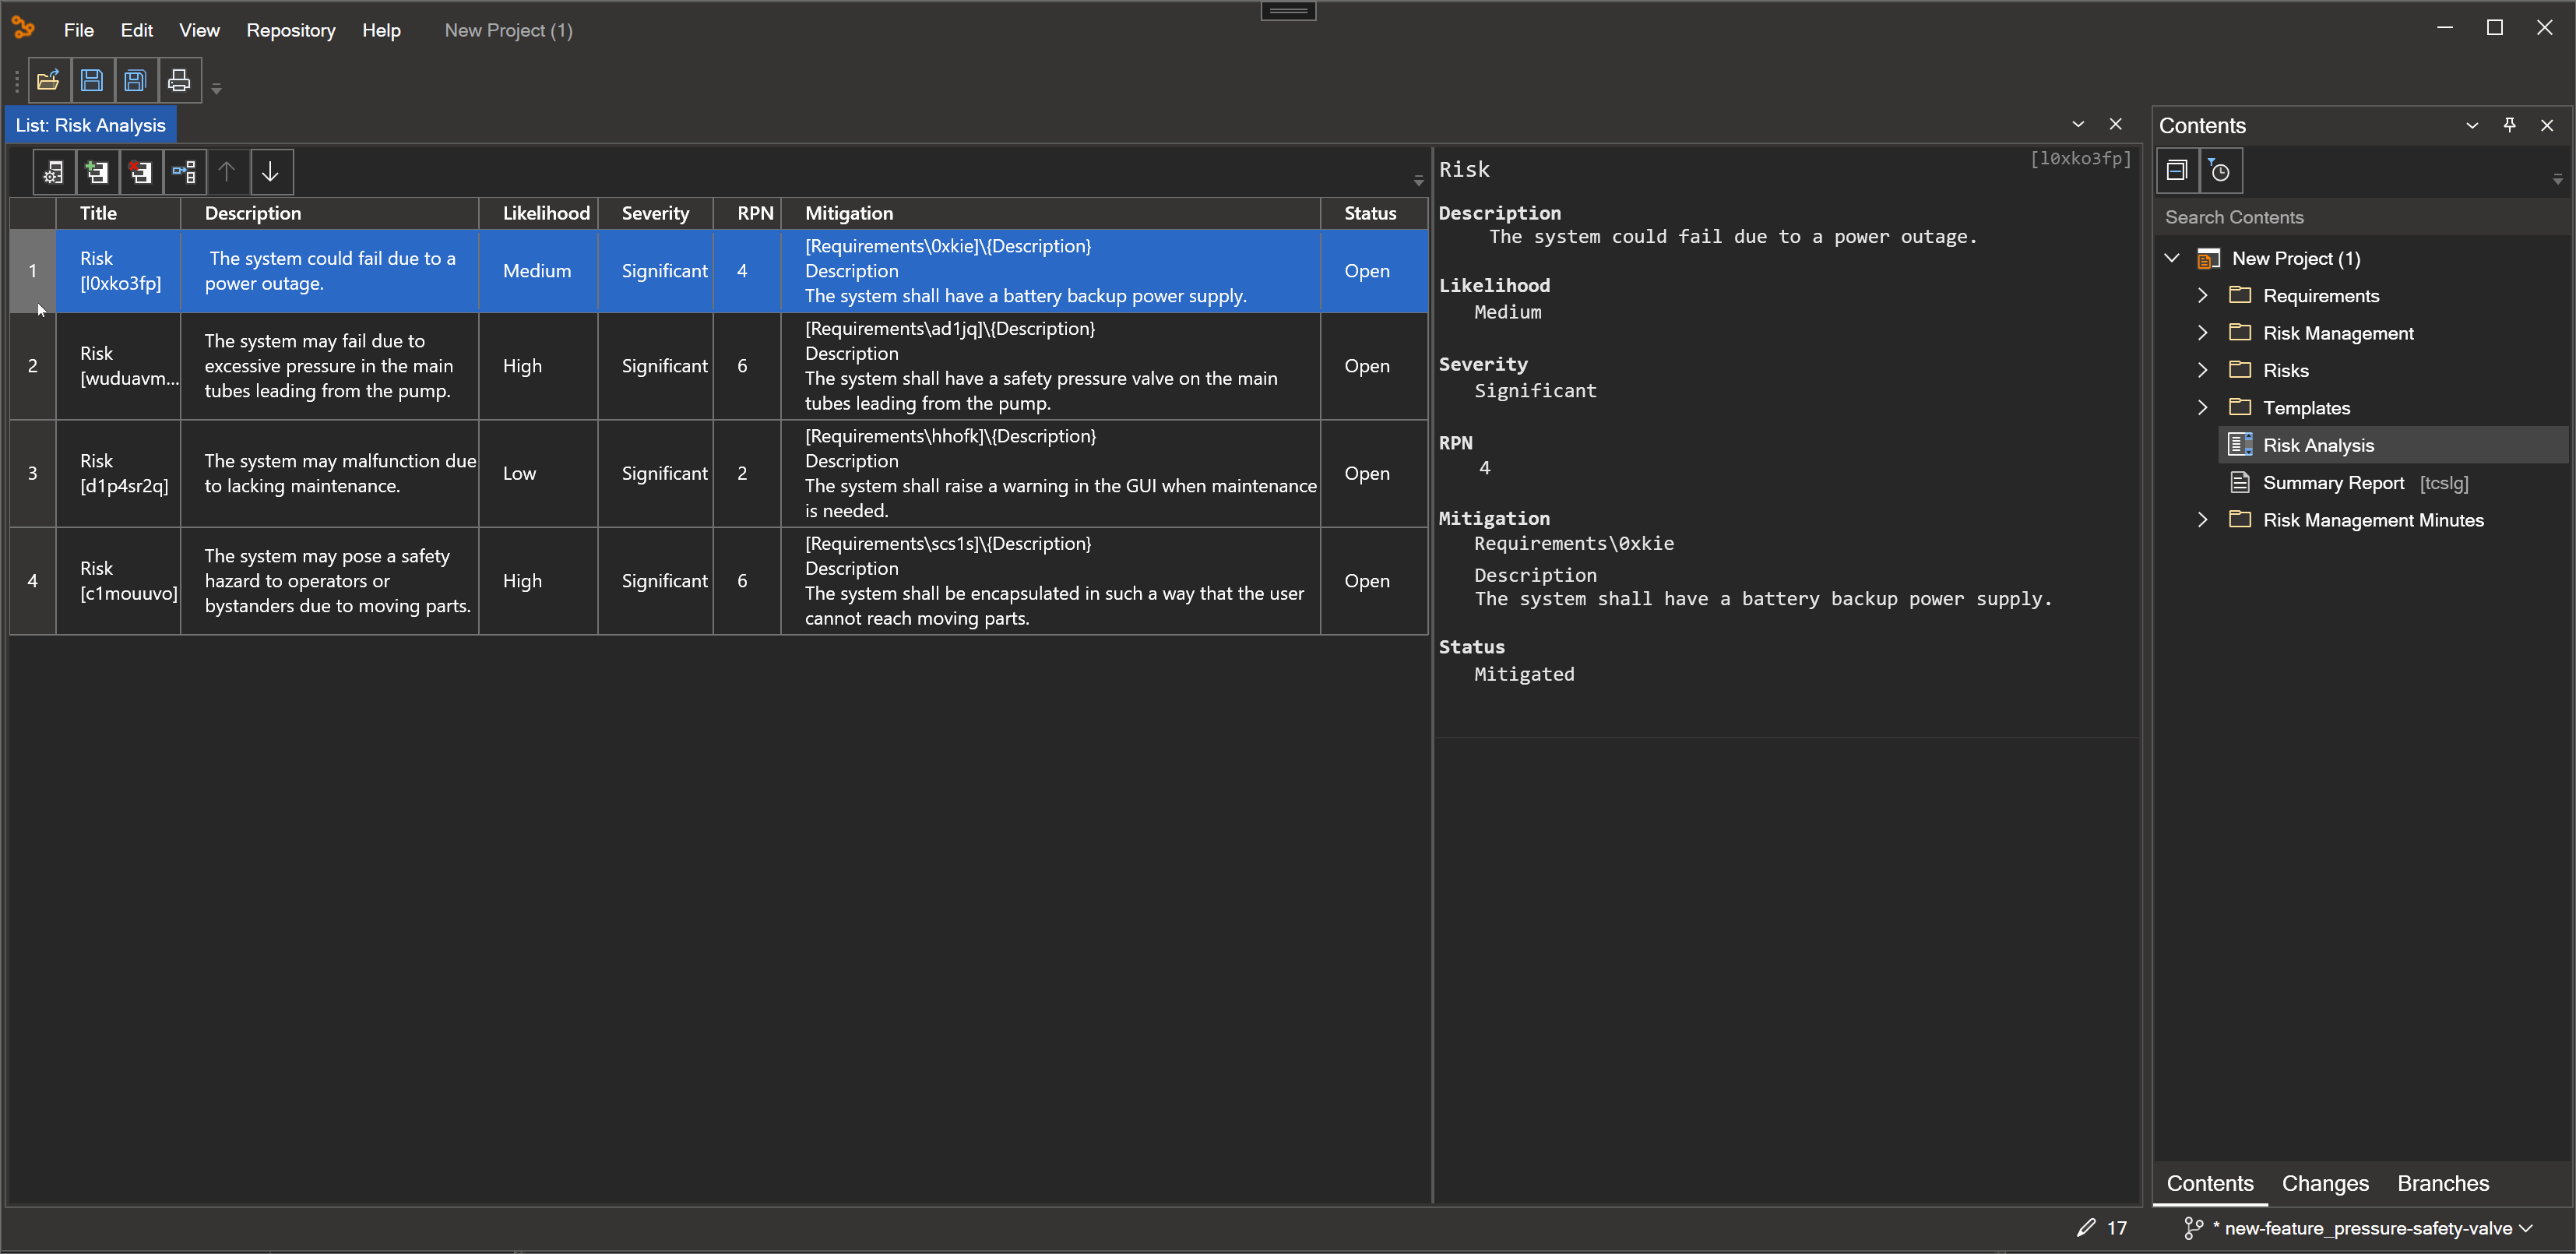 File Edit View Repository Help New Project (1)
List: Risk Analysis
Title Description Likelihood Severity RPN Mitigation Status
1
Risk
[l0xko3fp]
The system could fail due to a
power outage.
Medium
Significant
4
[Requirements\0xkie]\{Description}
Description
The system shall have a battery backup power supply.
Open
2
Risk
[wuduavm...
The system may fail due to
excessive pressure in the main
tubes leading from the pump.
High
Significant
6
[Requirements\ad1jq]\{Description}
Description
The system shall have a safety pressure valve on the main
tubes leading from the pump.
Open
3
Risk
[d1p4sr2q]
The system may malfunction due
to lacking maintenance.
Low
Significant
2
[Requirements\hhofk]\{Description}
Description
The system shall raise a warning in the GUI when maintenance
is needed.
Open
4
Risk
[c1mouuvo]
The system may pose a safety
hazard to operators or
bystanders due to moving parts.
High
Significant
6
[Requirements\scs1s]\{Description}
Description
The system shall be encapsulated in such a way that the user
cannot reach moving parts.
Open
Risk [l0xko3fp]
Description
The system could fail due to a power outage.
Likelihood
Medium
Severity
Significant
RPN
4
Mitigation
Requirements\0xkie
Description
The system shall have a battery backup power supply.
Status
Mitigated
Contents
Search Contents
New Project (1)
Requirements
Risk Management
Risks
Templates
Risk Analysis
Summary Report [tcslg]
Risk Management Minutes
Contents Changes Branches
17 * new-feature_pressure-safety-valve